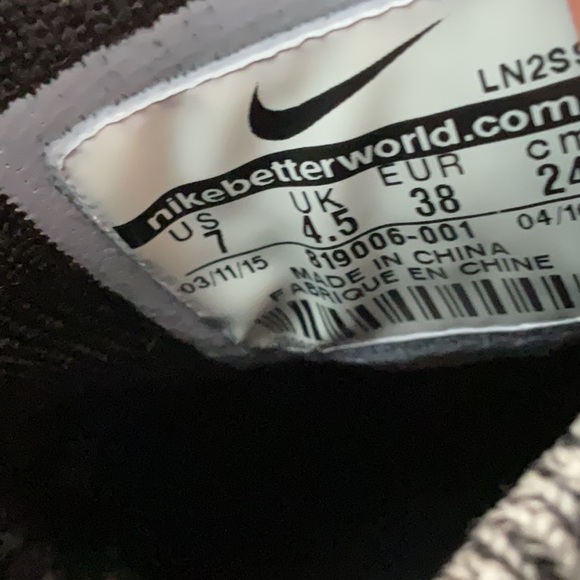 LN2S
nikebetterworld.com
US UK EUR cm
7 4.5 38 24
819006-001
03/11/15 04/1
MADE IN CHINA
FABRIQUE EN CHINE